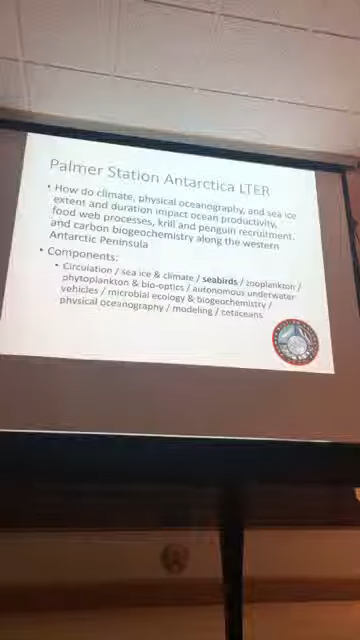 Palmer Station Antarctica LTER
• How do climate, physical oceanography, and sea ice
extent and duration impact ocean productivity,
food web processes, krill and penguin recruitment,
and carbon biogeochemistry along the western
Antarctic Peninsula
• Components:
• Circulation / sea ice & climate / seabirds / zooplankton /
phytoplankton & bio-optics / autonomous underwater
vehicles / microbial ecology & biogeochemistry /
physical oceanography / modeling / cetaceans